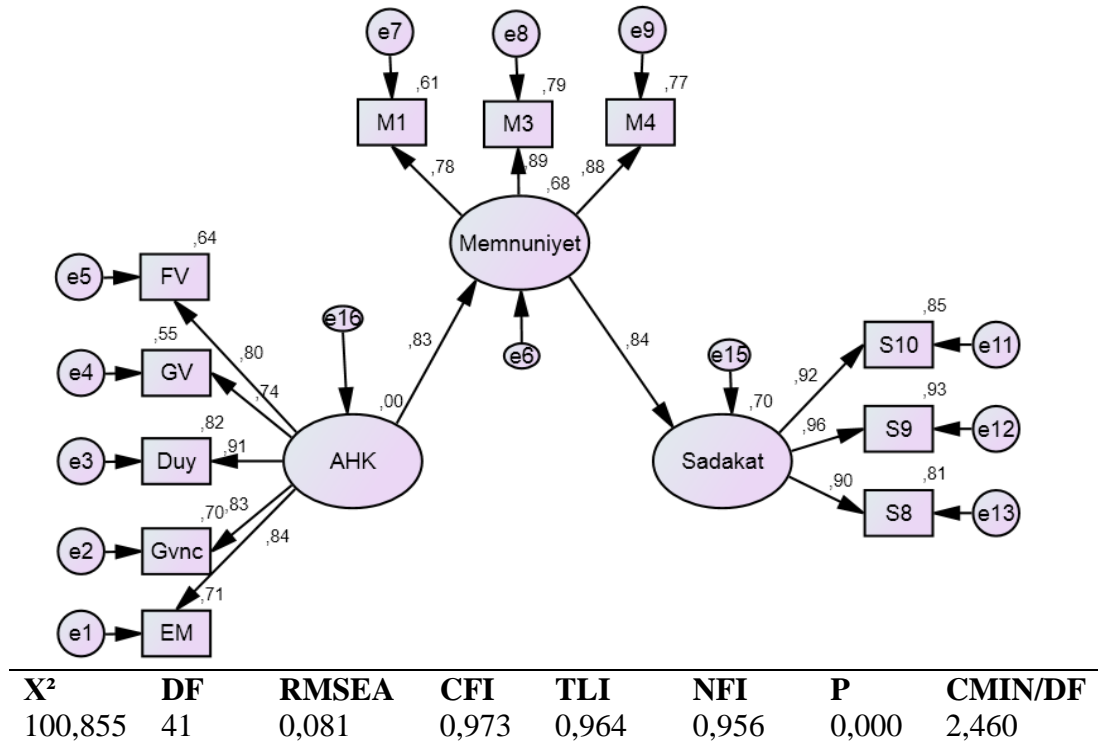 e7 e8 e9
,61 ,79 ,77
M1 M3 M4
,78 ,89 ,88
,68
Memnuniyet
,64
e5 FV
e16
,55 ,80 ,83 e6 ,84 ,85
e4 GV e15 S10 e11
,74 ,92
,00 ,70 ,93
,82 ,91 ,96 S9 e12
e3 Duy AHK Sadakat
,90 ,81
,70 ,83 S8 e13
e2 Gvnc ,84
,71
e1 EM
X² DF RMSEA CFI TLI NFI P CMIN/DF
100,855 41 0,081 0,973 0,964 0,956 0,000 2,460